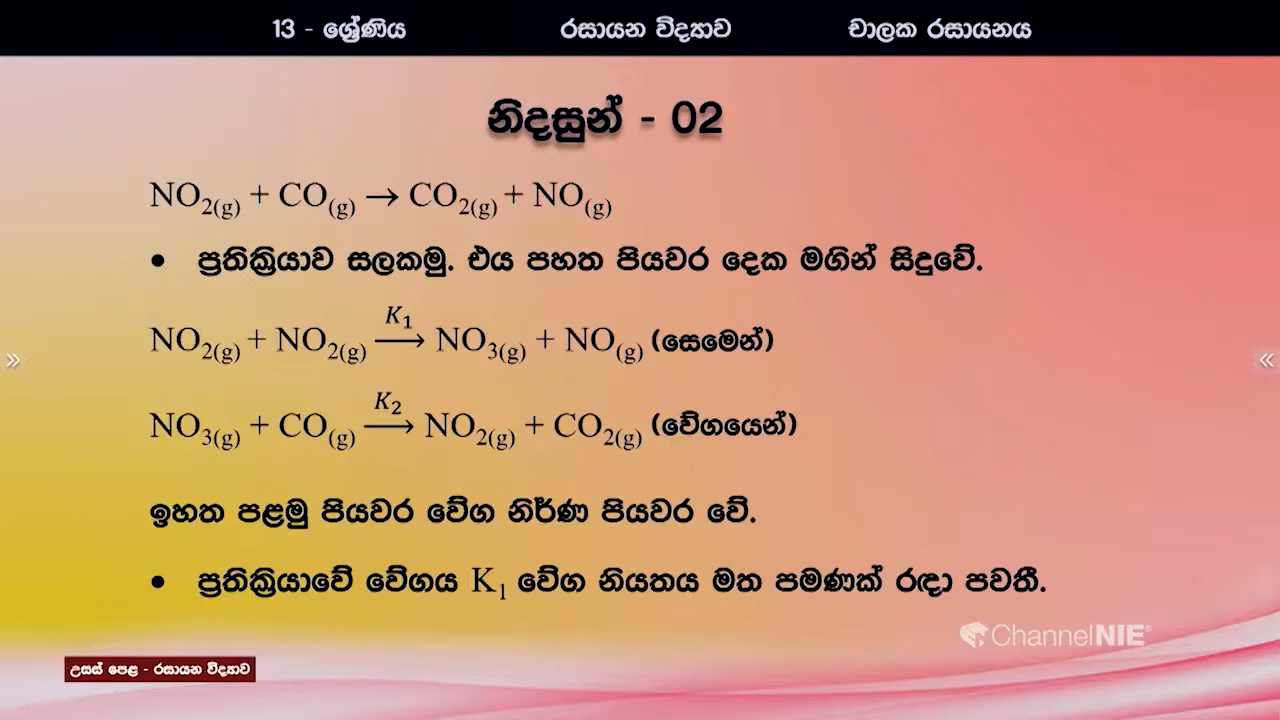 13 - ශ්‍රේණිය රසායන විද්‍යාව චාලක රසායනය
නිදසුන් - 02
NO₂(g) + CO(g) → CO₂(g) + NO(g)
• ප්‍රතික්‍රියාව සලකමු. එය පහත පියවර දෙක මගින් සිදුවේ.
K₁
NO₂(g) + NO₂(g) ⟶ NO₃(g) + NO(g) (සෙමෙන්)
K₂
NO₃(g) + CO(g) ⟶ NO₂(g) + CO₂(g) (වේගයෙන්)
ඉහත පළමු පියවර වේග නිර්ණ පියවර වේ.
• ප්‍රතික්‍රියාවේ වේගය K₁ වේග නියතය මත පමණක් රඳා පවතී.
ChannelNIE
උසස් පෙළ - රසායන විද්‍යාව